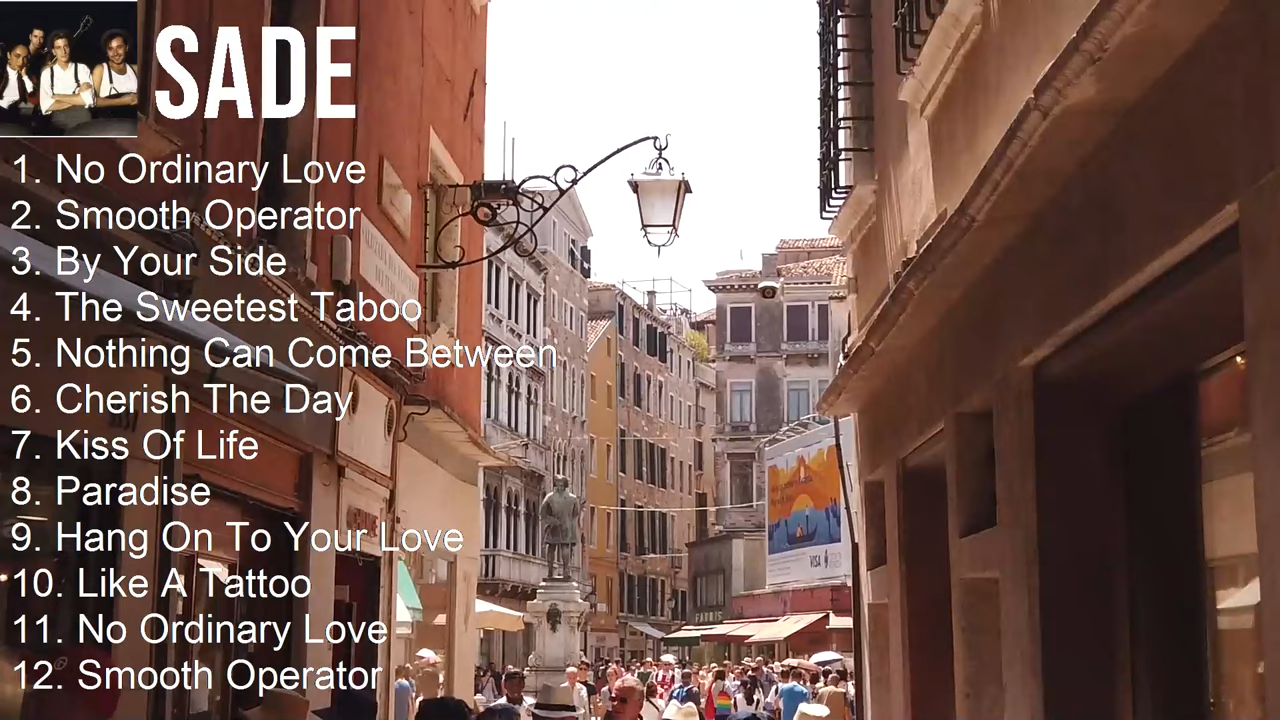 SADE
1. No Ordinary Love
2. Smooth Operator
3. By Your Side
4. The Sweetest Taboo
5. Nothing Can Come Between
6. Cherish The Day
7. Kiss Of Life
8. Paradise
9. Hang On To Your Love
10. Like A Tattoo
11. No Ordinary Love
12. Smooth Operator
VISA